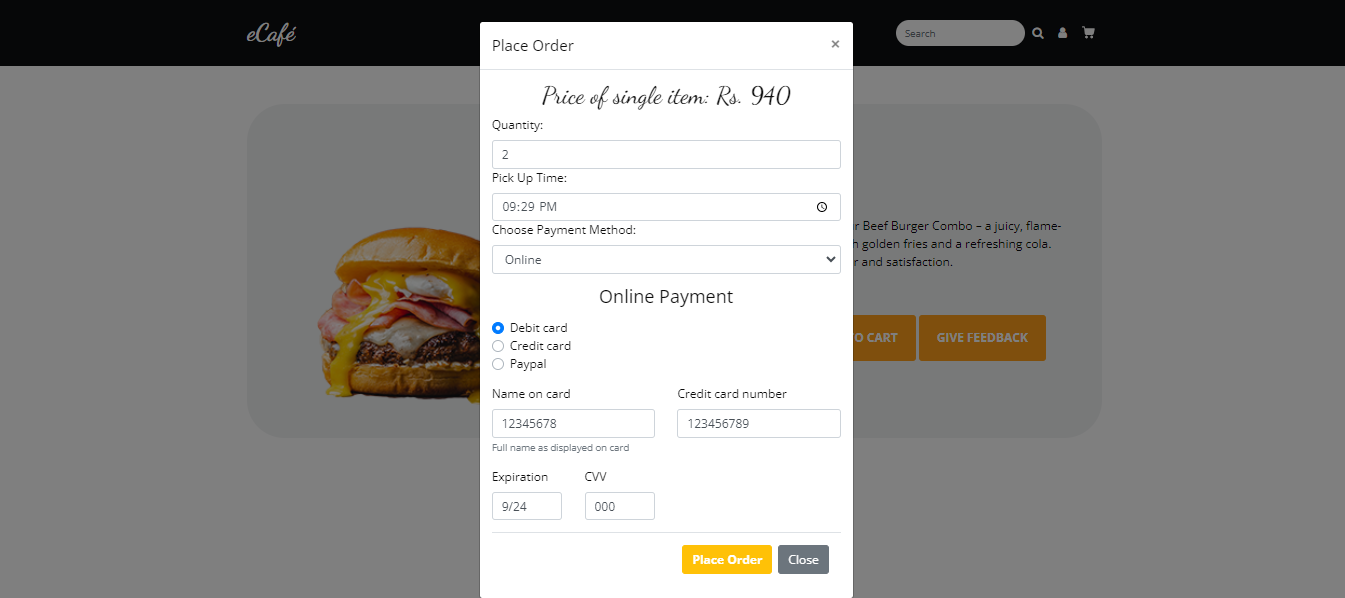 eCafé
Search
Place Order
×
Price of single item: Rs. 940
Quantity:
2
Pick Up Time:
09:29 PM
Choose Payment Method:
Online
Online Payment
Debit card
Credit card
Paypal
Name on card
Credit card number
12345678
123456789
Full name as displayed on card
Expiration
CVV
9/24
000
Place Order
Close
r Beef Burger Combo – a juicy, flame-
h golden fries and a refreshing cola.
r and satisfaction.
O CART
GIVE FEEDBACK